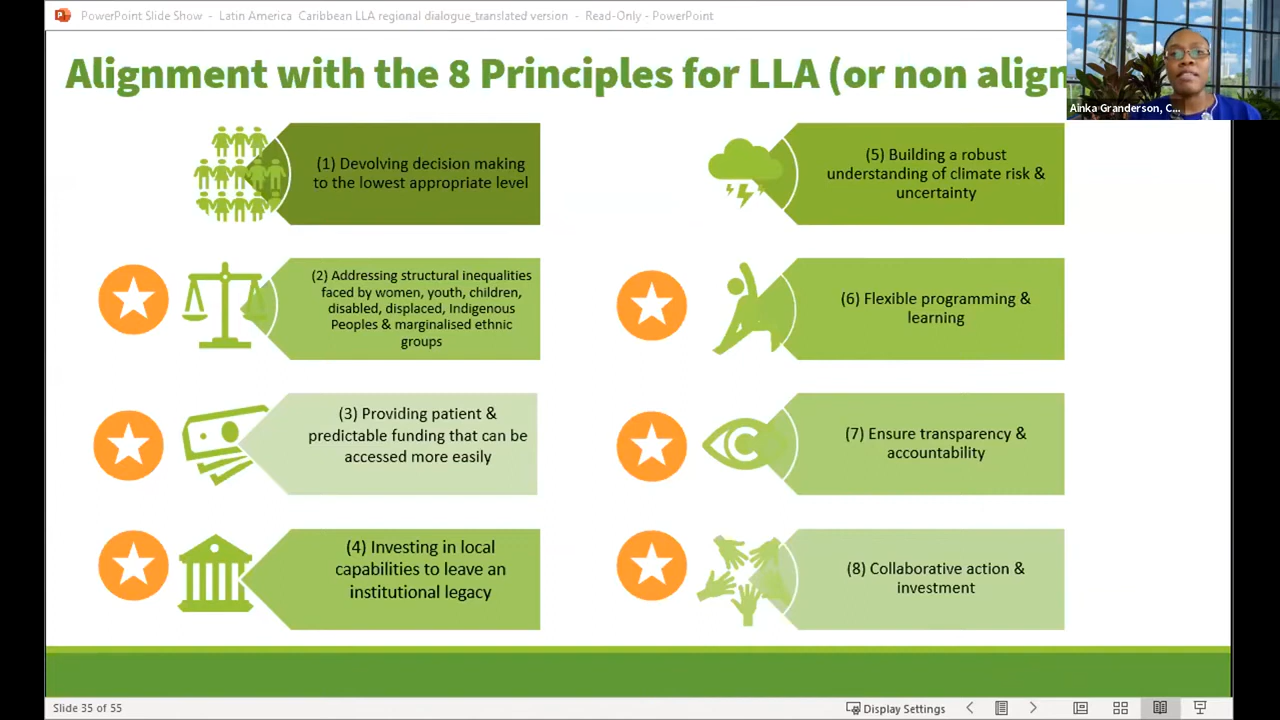 PowerPoint Slide Show - Latin America Caribbean LLA regional dialogue_translated version - Read-Only - PowerPoint
Alignment with the 8 Principles for LLA (or non align
Ainka Granderson, C...
(1) Devolving decision making
to the lowest appropriate level
(2) Addressing structural inequalities
faced by women, youth, children,
disabled, displaced, Indigenous
Peoples & marginalised ethnic
groups
(3) Providing patient &
predictable funding that can be
accessed more easily
(4) Investing in local
capabilities to leave an
institutional legacy
(5) Building a robust
understanding of climate risk &
uncertainty
(6) Flexible programming &
learning
(7) Ensure transparency &
accountability
(8) Collaborative action &
investment
Slide 35 of 55
Display Settings